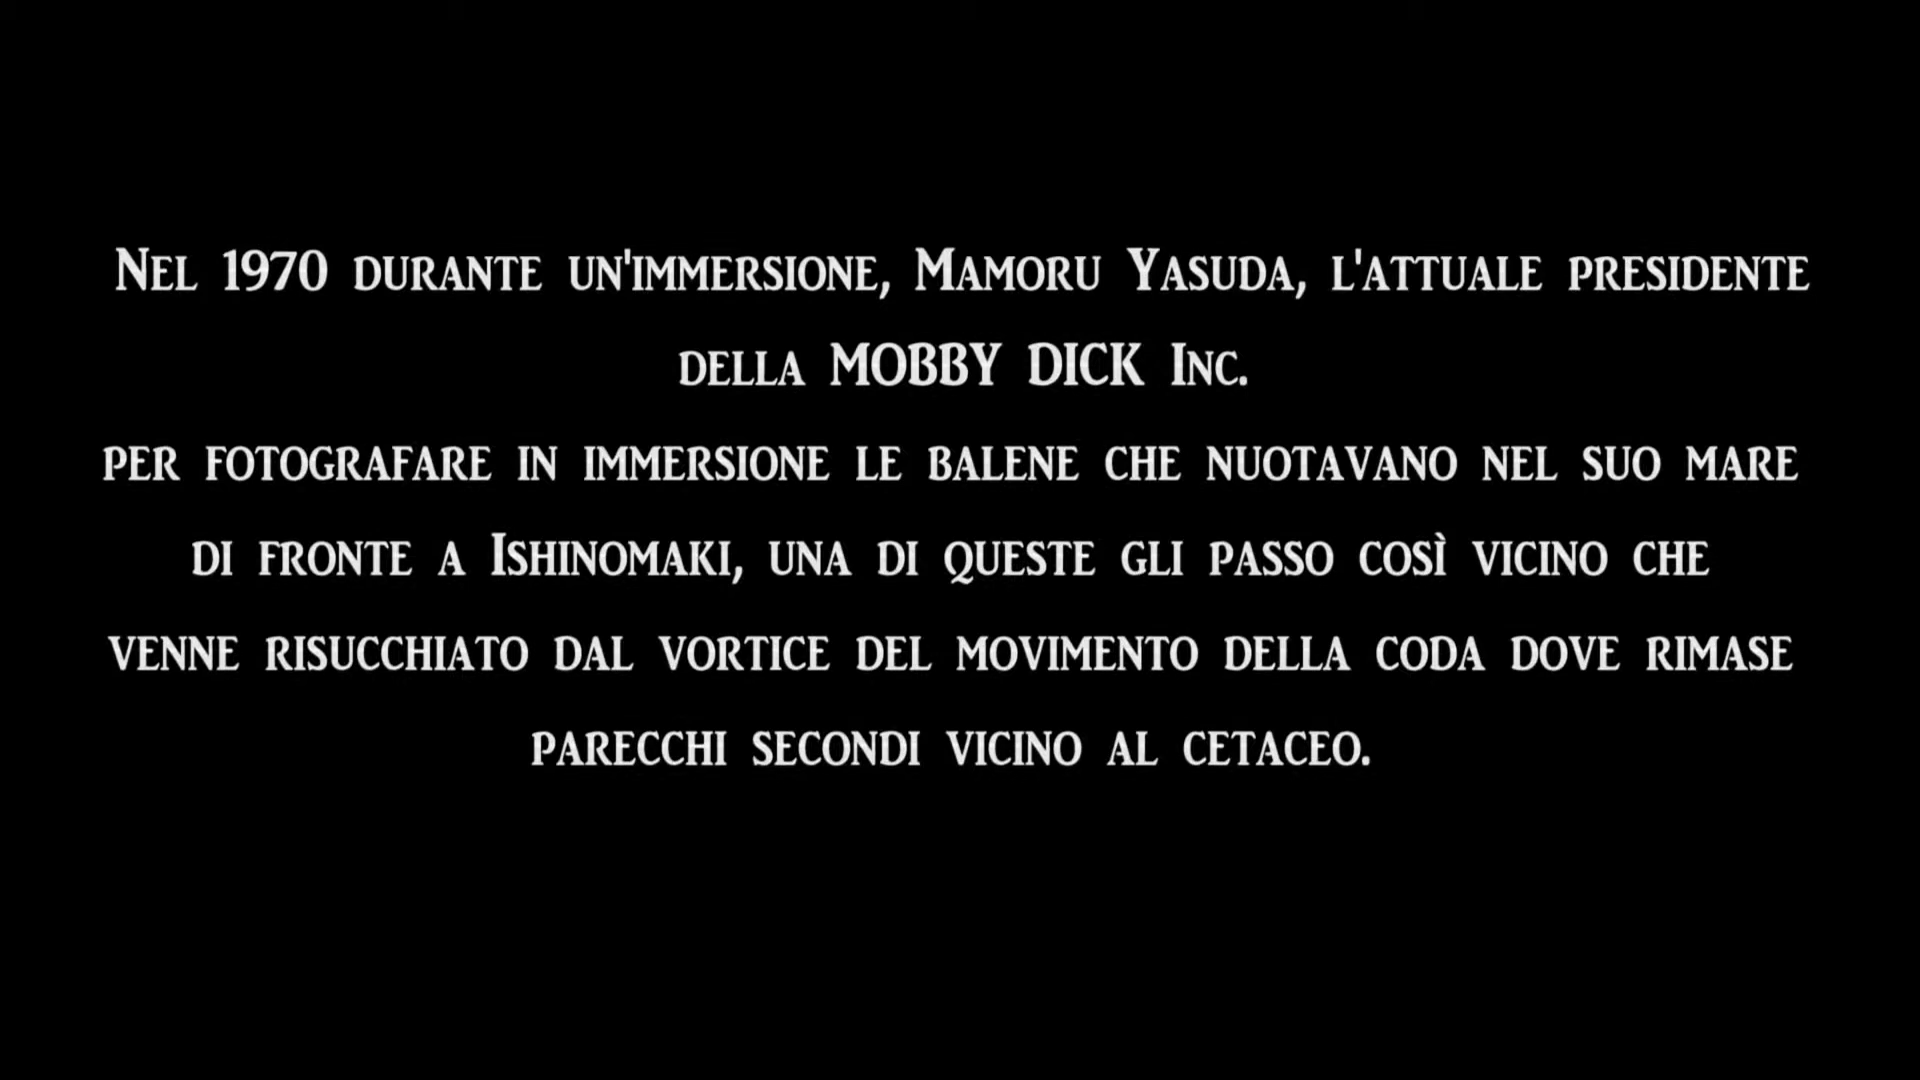 Nel 1970 durante un'immersione, Mamoru Yasuda, l'attuale presidente
della MOBBY DICK Inc.
per fotografare in immersione le balene che nuotavano nel suo mare
di fronte a Ishinomaki, una di queste gli passo così vicino che
venne risucchiato dal vortice del movimento della coda dove rimase
parecchi secondi vicino al cetaceo.